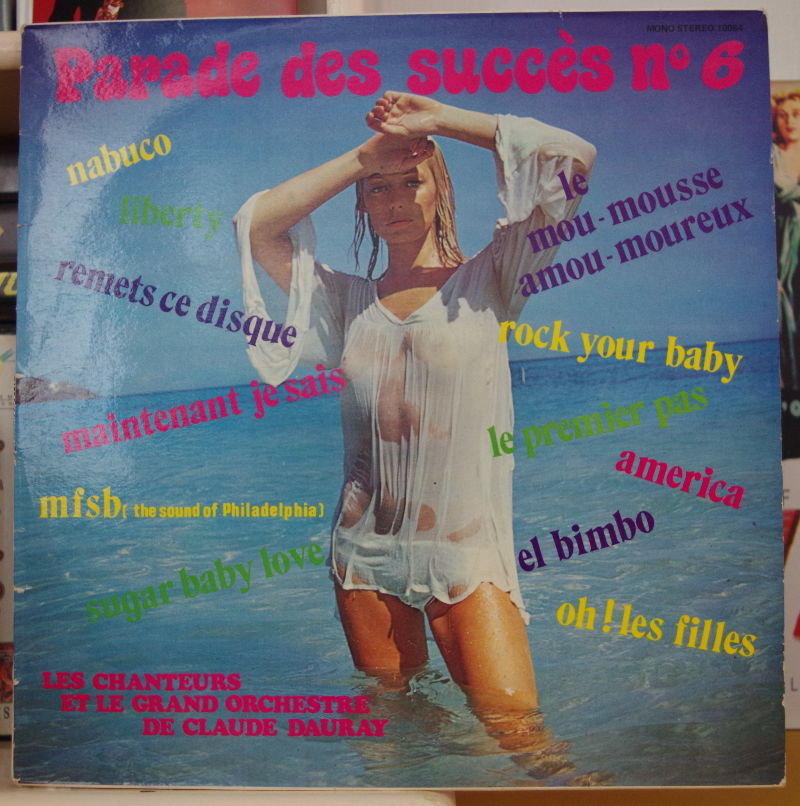 MONO STEREO 10064
Parade des succès nº 6
nabuco
liberty
remets ce disque
maintenant je sais
mfsb ( the sound of Philadelphia )
sugar baby love
le
mou-mousse
amou-moureux
rock your baby
le premier pas
america
el bimbo
oh ! les filles
LES CHANTEURS
ET LE GRAND ORCHESTRE
DE CLAUDE DAURAY